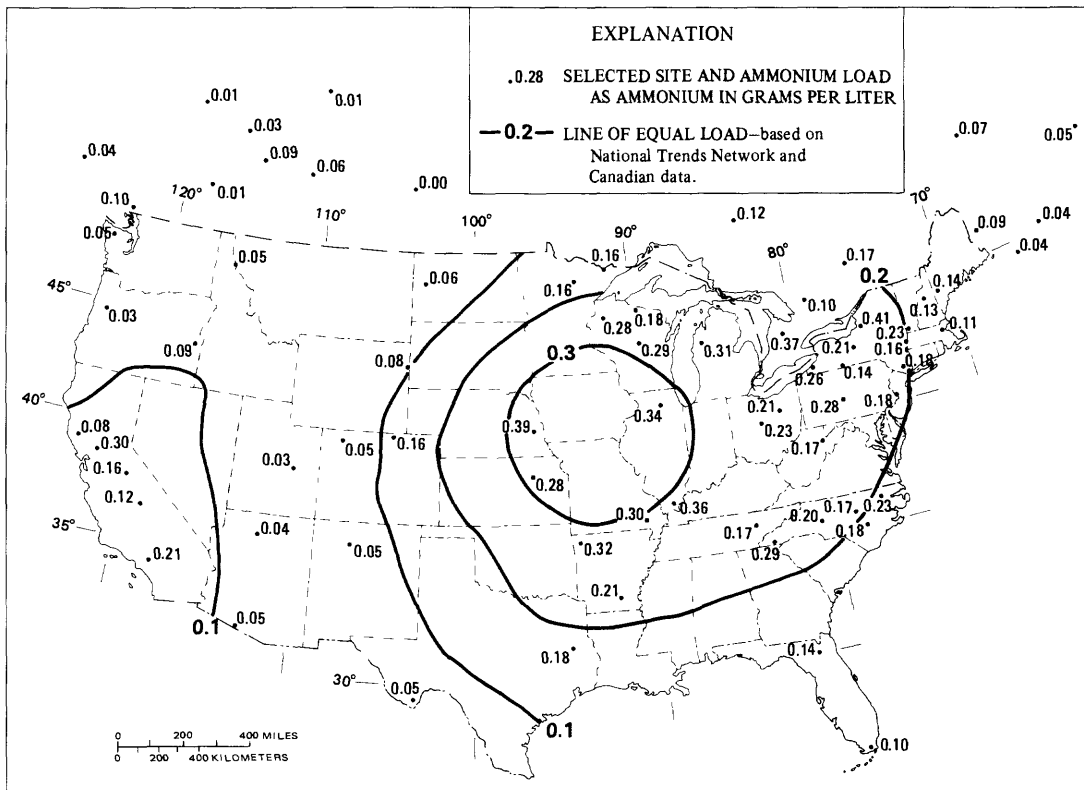 EXPLANATION
.0.28 SELECTED SITE AND AMMONIUM LOAD
AS AMMONIUM IN GRAMS PER LITER
—0.2— LINE OF EQUAL LOAD—based on
National Trends Network and
Canadian data.
0.01 0.01
0.03
0.07 0.05
0.04 0.09 0.06
120° 0.01 0.00
70°
0.10 110° 100° 90° 0.12 0.09 0.04
0.05 80° 0.04
0.05 0.06 0.16 0.17
45° 0.16 0.2 0.14
0.03 0.28 0.18 0.10 0.41 0.13
0.23 0.11
0.09 0.08 0.3 0.29 0.31 0.37 0.21 0.16
0.26 0.14 0.18
40° 0.34 0.21 0.28 0.18
0.08 0.39 0.23
0.30 0.05 0.16 0.17
0.16 0.03
0.12 0.28
0.36 0.17 0.23
35° 0.04 0.30 0.17 0.20 0.18
0.21 0.05 0.32 0.29
0.21
0.1 0.05
0.18 0.14
30° 0.05
0.1
0 200 400 MILES
0 200 400 KILOMETERS
0.10